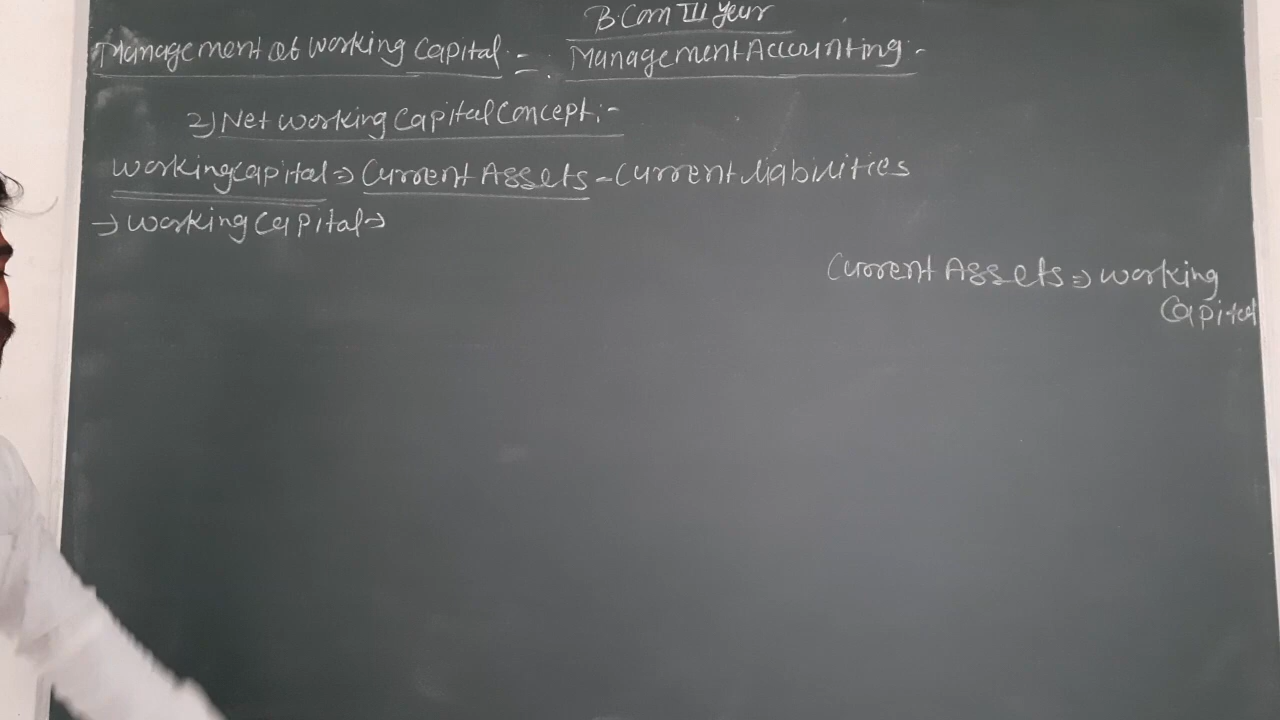 B.Com III Year
Management of Working Capital :- Management Accounting :-
2) Net Working Capital Concept :-
Working Capital => Current Assets - Current Liabilities
→ Working Capital →
Current Assets => Working
Capital